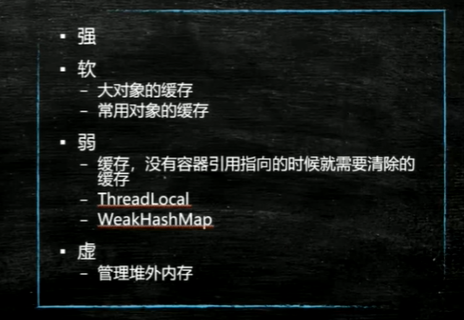 ▪ 强
▪ 软
– 大对象的缓存
– 常用对象的缓存
▪ 弱
– 缓存，没有容器引用指向的时候就需要清除的
缓存
– ThreadLocal
– WeakHashMap
▪ 虚
– 管理堆外内存